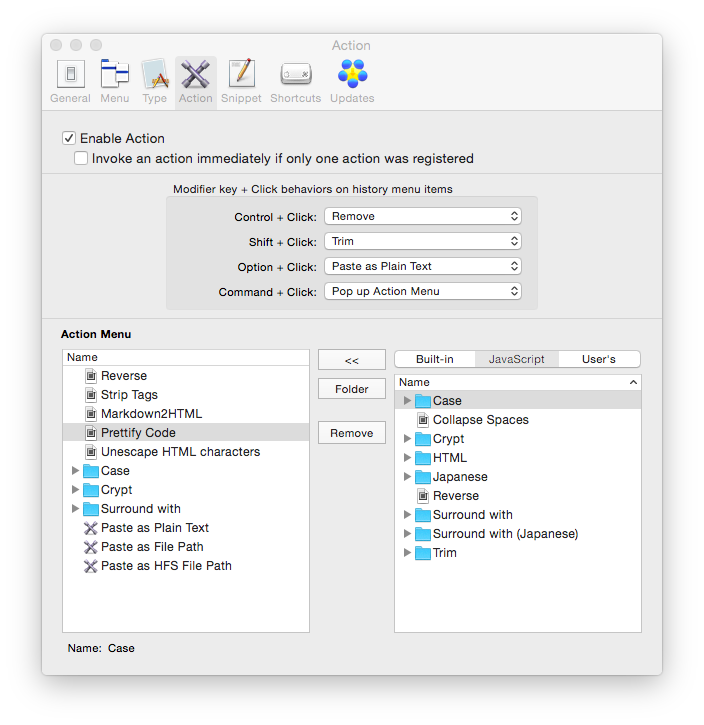 Action
General Menu Type Action Snippet Shortcuts Updates
Enable Action
Invoke an action immediately if only one action was registered
Modifier key + Click behaviors on history menu items
Control + Click: Remove
Shift + Click: Trim
Option + Click: Paste as Plain Text
Command + Click: Pop up Action Menu
Action Menu
Name
Reverse
Strip Tags
Markdown2HTML
Prettify Code
Unescape HTML characters
Case
Crypt
Surround with
Paste as Plain Text
Paste as File Path
Paste as HFS File Path
<<
Folder
Remove
Built-in JavaScript User's
Name
Case
Collapse Spaces
Crypt
HTML
Japanese
Reverse
Surround with
Surround with (Japanese)
Trim
Name: Case